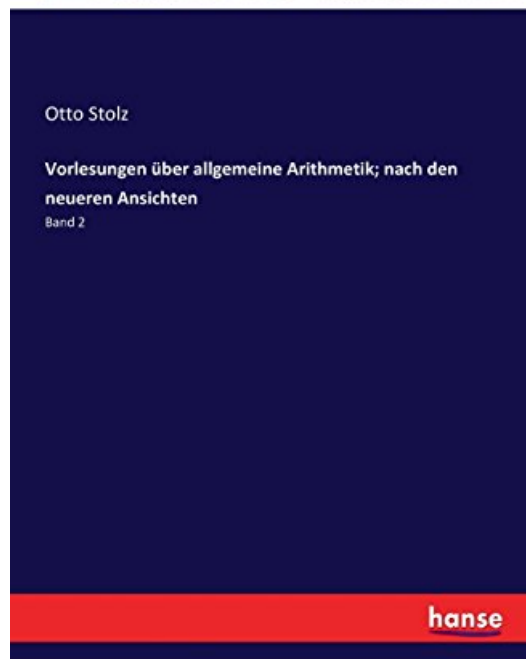 Otto Stolz
Vorlesungen über allgemeine Arithmetik; nach den
neueren Ansichten
Band 2
hanse